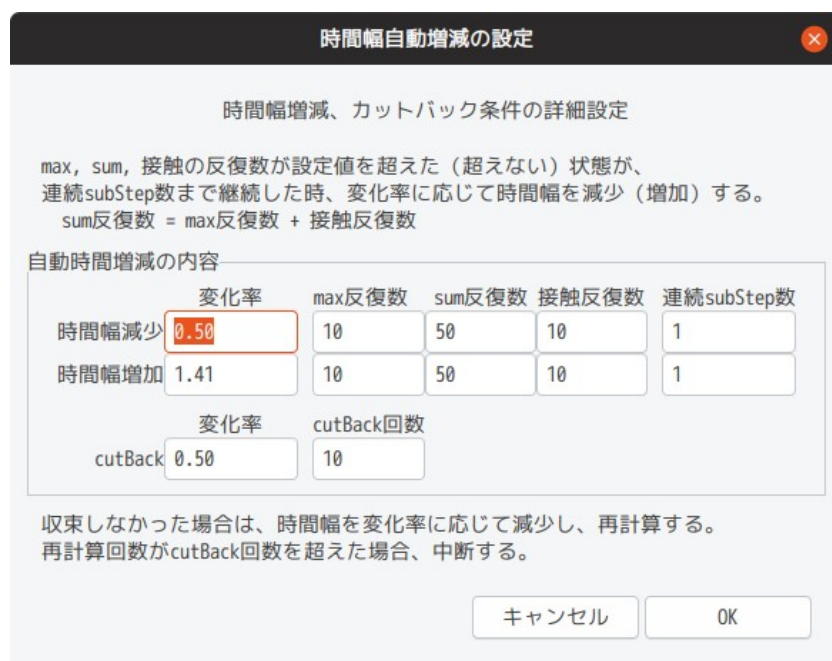 時間幅自動増減の設定
時間幅増減、カットバック条件の詳細設定
max, sum, 接触の反復数が設定値を超えた（超えない）状態が、
連続subStep数まで継続した時、変化率に応じて時間幅を減少（増加）する。
sum反復数 = max反復数 + 接触反復数
自動時間増減の内容
変化率 max反復数 sum反復数 接触反復数 連続subStep数
時間幅減少 0.50 10 50 10 1
時間幅増加 1.41 10 50 10 1
変化率 cutBack回数
cutBack 0.50 10
収束しなかった場合は、時間幅を変化率に応じて減少し、再計算する。
再計算回数がcutBack回数を超えた場合、中断する。
キャンセル OK